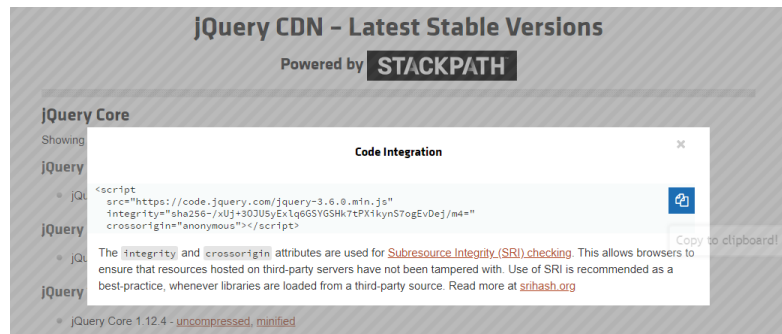 jQuery CDN – Latest Stable Versions
Powered by STACKPATH
jQuery Core
Showing
Code Integration ×
jQuery
jQu
<script
src="https://code.jquery.com/jquery-3.6.0.min.js"
integrity="sha256-/xUj+3OJU5yExlq6GSYGSHk7tPXikynS7ogEvDej/m4="
crossorigin="anonymous"></script>
jQuery
Copy to clipboard!
The integrity and crossorigin attributes are used for Subresource Integrity (SRI) checking. This allows browsers to
jQu
ensure that resources hosted on third-party servers have not been tampered with. Use of SRI is recommended as a
best-practice, whenever libraries are loaded from a third-party source. Read more at srihash.org
jQuery
jQuery Core 1.12.4 - uncompressed, minified